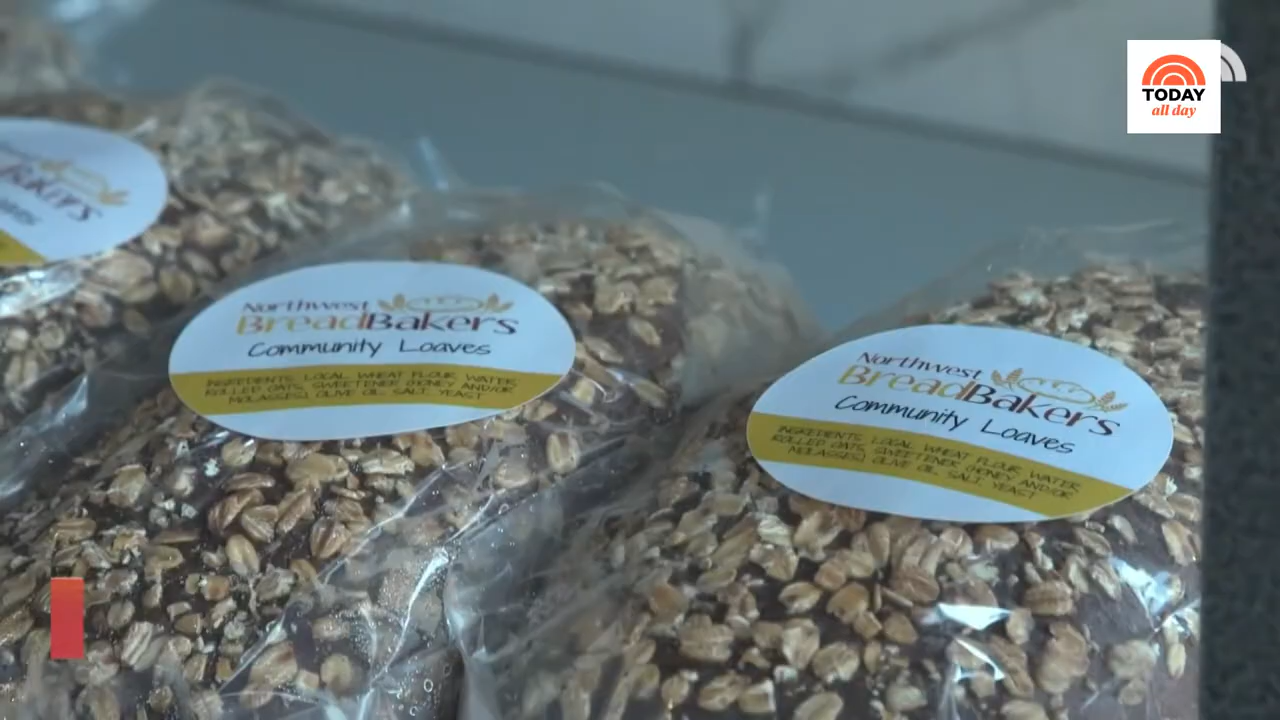 TODAY
all day
BAKERS
Northwest
BreadBakers
Community Loaves
INGREDIENTS: LOCAL WHEAT FLOUR, WATER,
ROLLED OATS, SWEETENER (HONEY AND/OR
MOLASSES), OLIVE OIL, SALT, YEAST
Northwest
BreadBakers
Community Loaves
INGREDIENTS: LOCAL WHEAT FLOUR, WATER,
ROLLED OATS, SWEETENER (HONEY AND/OR
MOLASSES), OLIVE OIL, SALT, YEAST